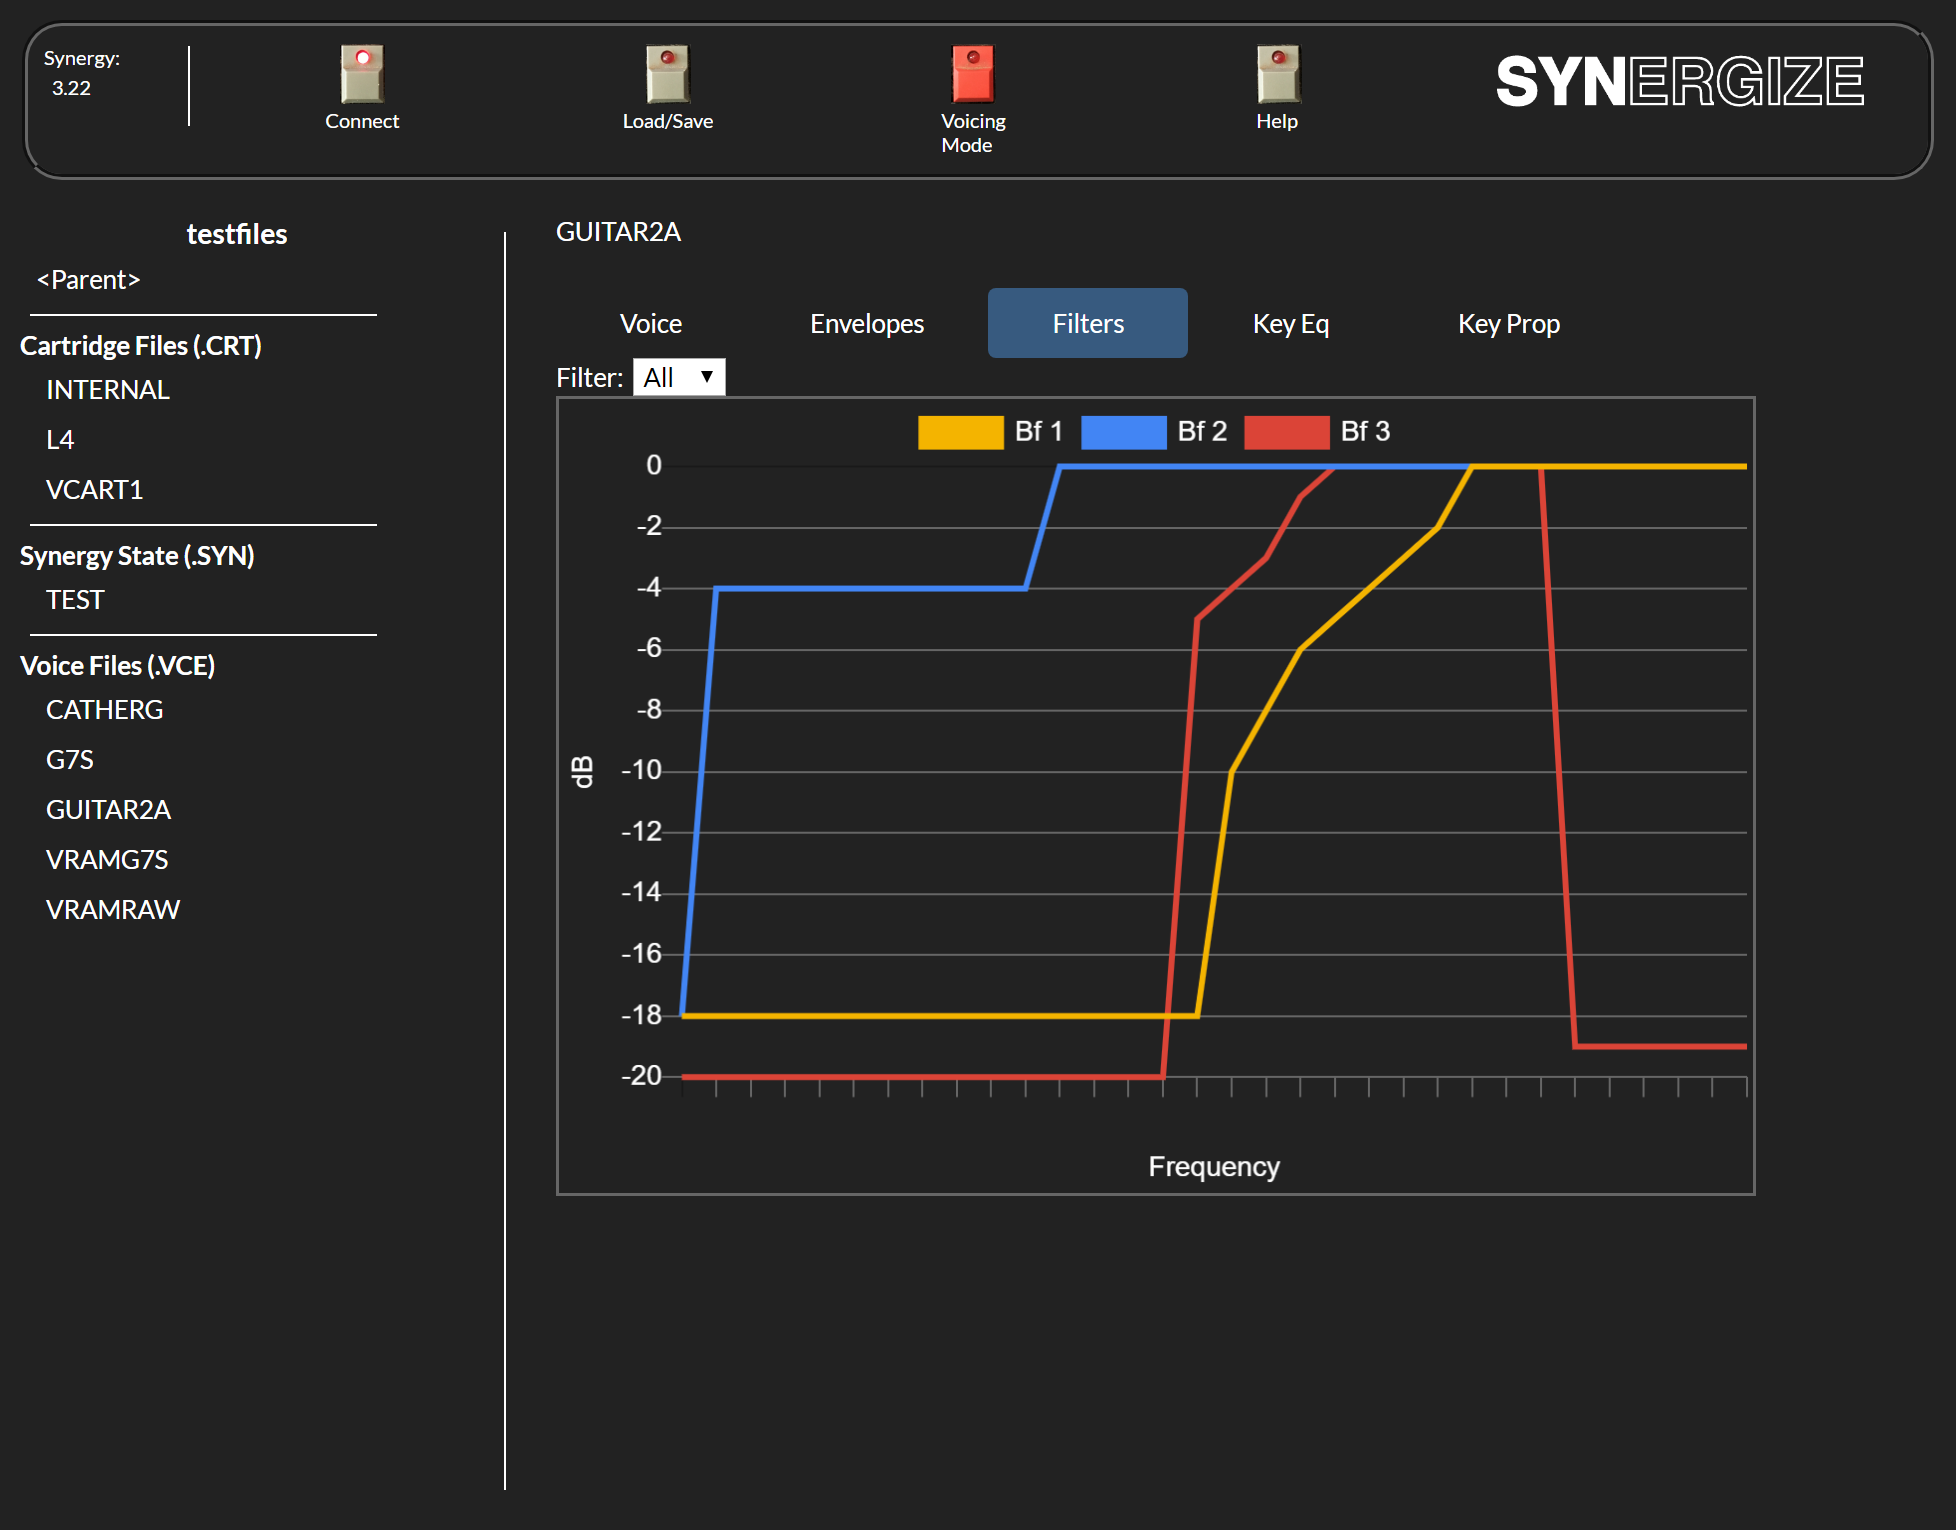 Synergy:
3.22
Connect
Load/Save
Voicing
Mode
Help
SYNERGIZE
testfiles
<Parent>
Cartridge Files (.CRT)
INTERNAL
L4
VCART1
Synergy State (.SYN)
TEST
Voice Files (.VCE)
CATHERG
G7S
GUITAR2A
VRAMG7S
VRAMRAW
GUITAR2A
Voice Envelopes Filters Key Eq Key Prop
Filter: All
Bf 1 Bf 2 Bf 3
0
-2
-4
-6
-8
-10
-12
-14
-16
-18
-20
dB
Frequency